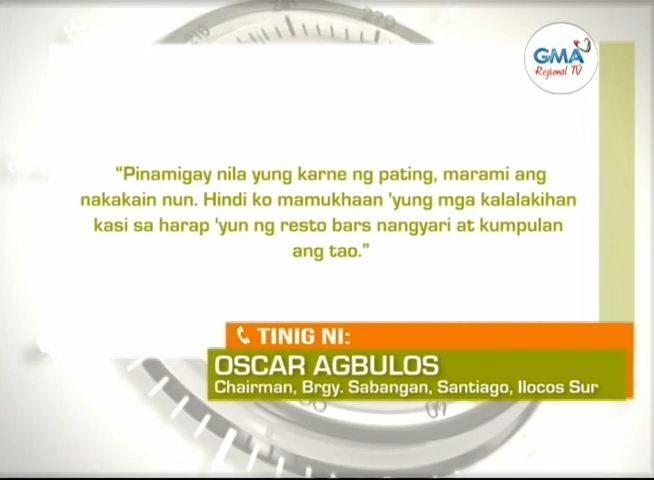 GMA
Regional TV
"Pinamigay nila yung karne ng pating, marami ang
nakakain nun. Hindi ko mamukhaan 'yung mga kalalakihan
kasi sa harap 'yun ng resto bars nangyari at kumpulan
ang tao."
TINIG NI:
OSCAR AGBULOS
Chairman, Brgy. Sabangan, Santiago, Ilocos Sur
270